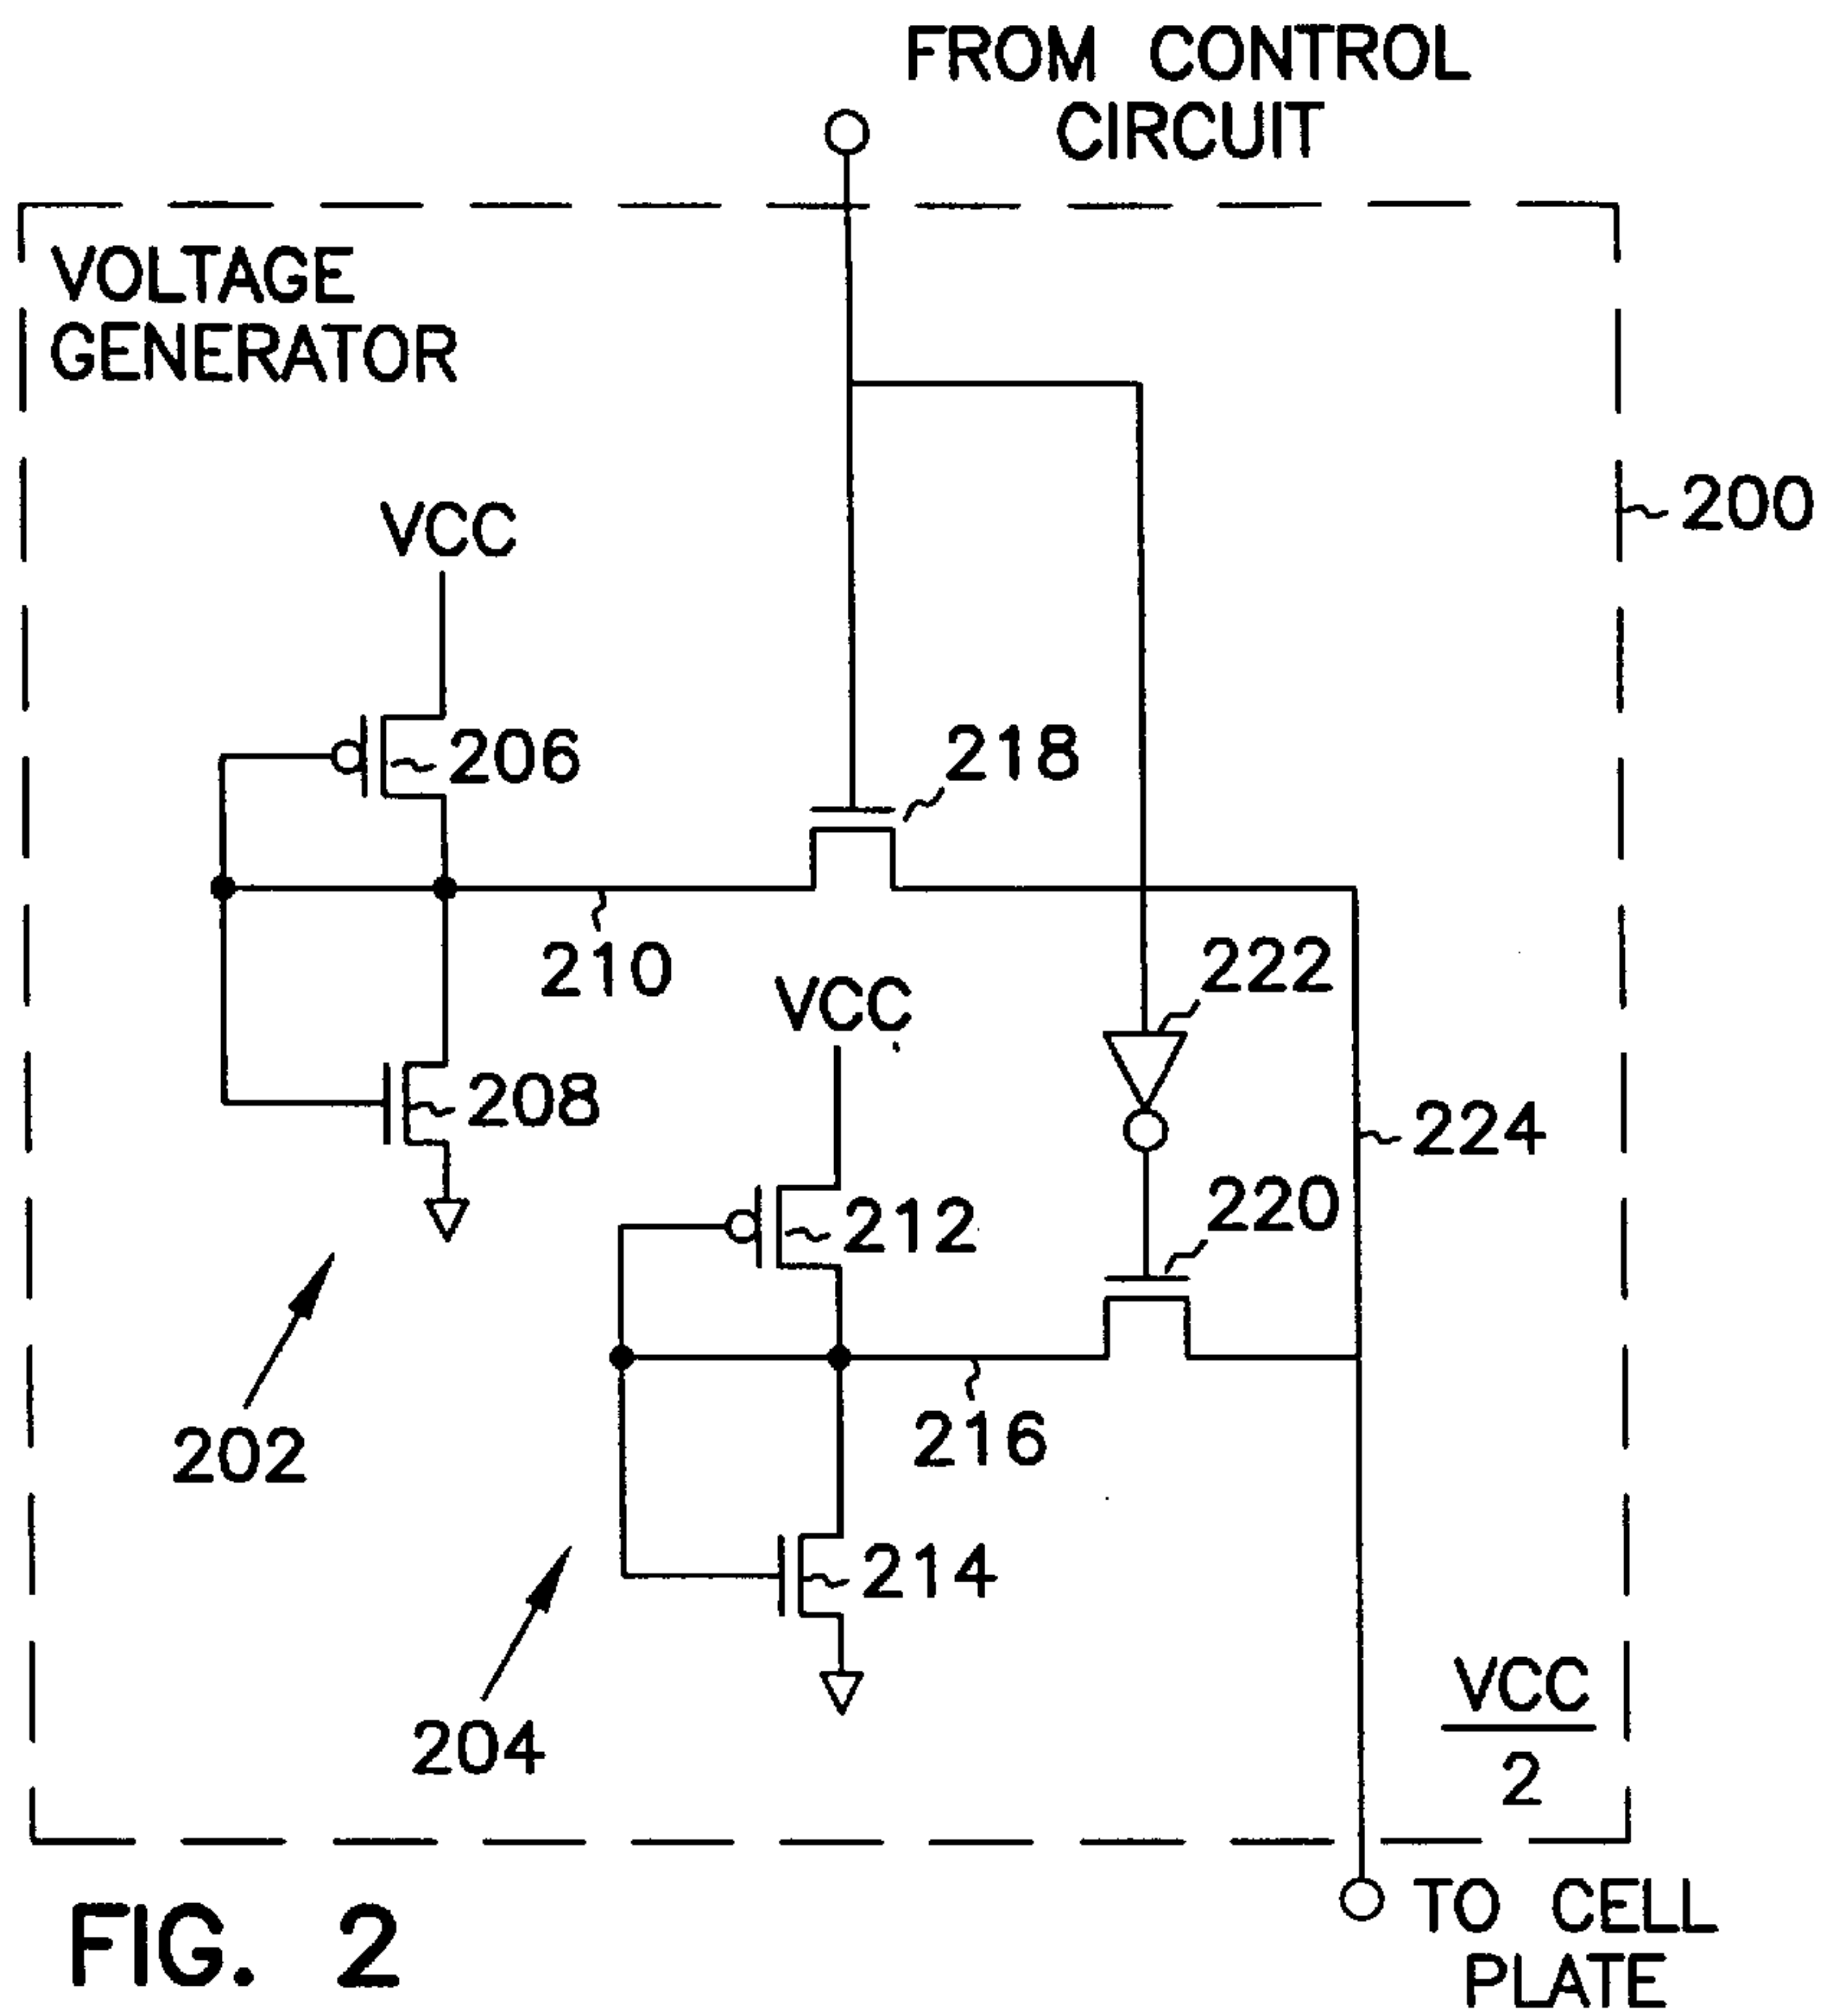 FROM CONTROL
CIRCUIT
VOLTAGE
GENERATOR
200
VCC
206
218
210
VCC
222
208
224
212
220
202
216
214
204
VCC
2
TO CELL
PLATE
FIG. 2